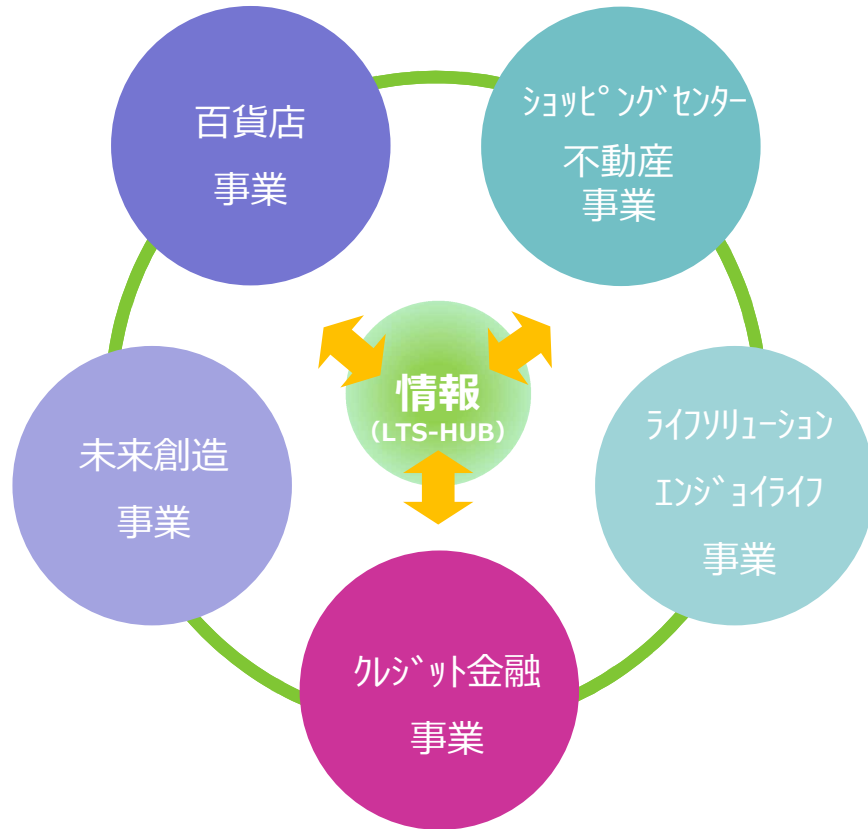 百貨店
事業
ｼｮｯﾋﾟﾝｸﾞｾﾝﾀｰ
不動産
事業
情報
（LTS-HUB）
未来創造
事業
ﾗｲﾌｿﾘｭｰｼｮﾝ
ｴﾝｼﾞｮｲﾗｲﾌ
事業
ｸﾚｼﾞｯﾄ金融
事業